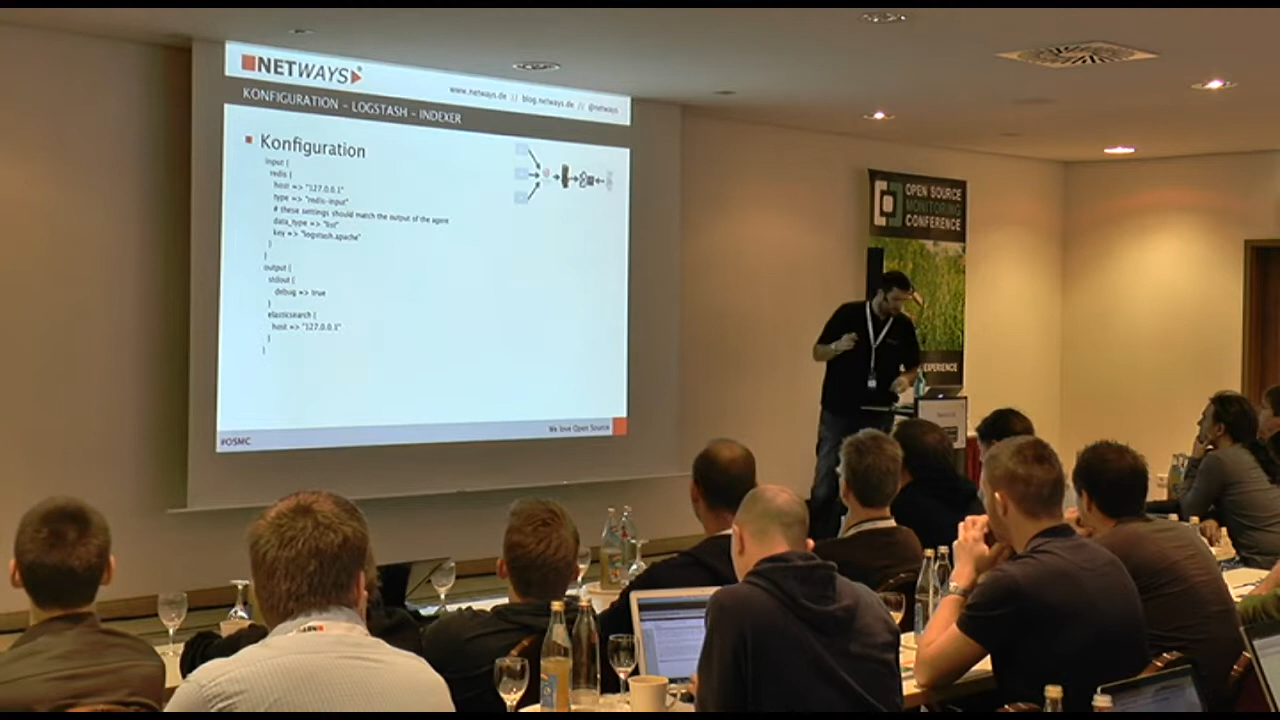 NETWAYS
www.netways.de // blog.netways.de // @netways
KONFIGURATION - LOGSTASH - INDEXER
Konfiguration
input {
redis {
host => "127.0.0.1"
type => "redis-input"
# these settings should match the output of the agent
data_type => "list"
key => "logstash.apache"
}
}
output {
stdout {
debug => true
}
elasticsearch {
host => "127.0.0.1"
}
}
#OSMC
We love Open Source
OPEN SOURCE
MONITORING
CONFERENCE
EXPERIENCE